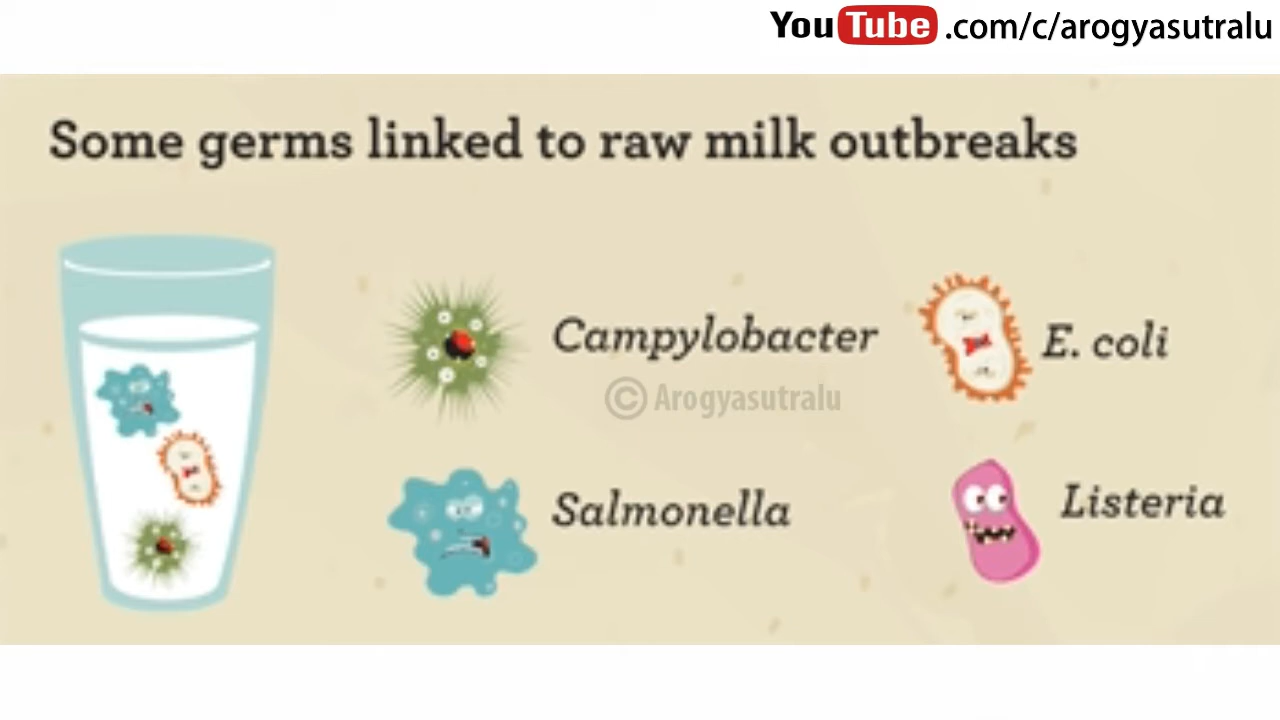 YouTube.com/c/arogyasutralu
Some germs linked to raw milk outbreaks
Campylobacter
E. coli
© Arogyasutralu
Salmonella
Listeria